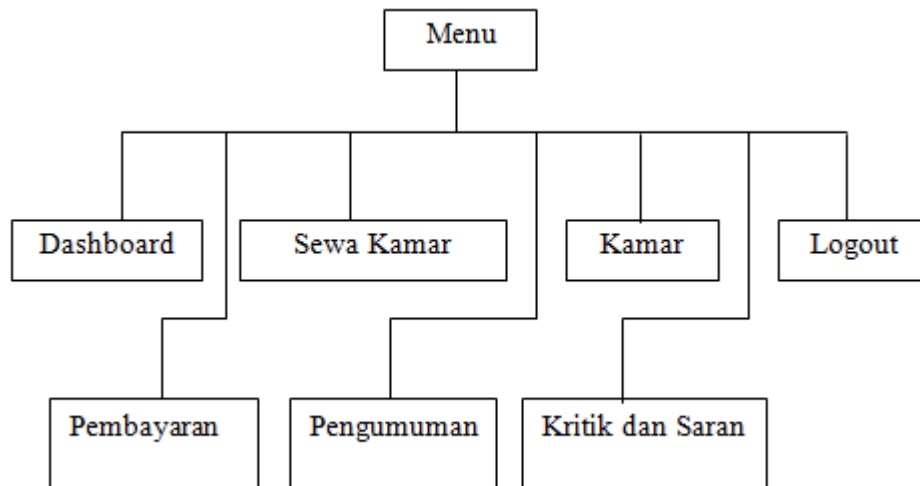 Menu
Dashboard
Sewa Kamar
Kamar
Logout
Pembayaran
Pengumuman
Kritik dan Saran